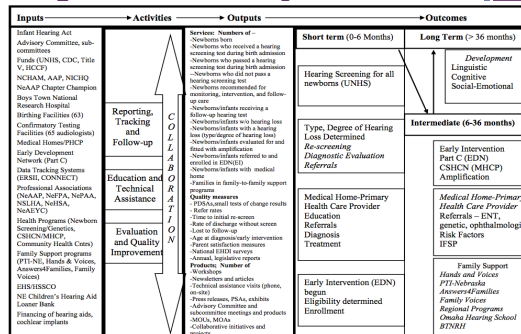 Inputs
Activities
Outputs
Outcomes
Infant Hearing Act
Advisory Committee, sub-
committees
Funds (UNHS, CDC, Title
V, HCCF)
NCHAM, AAP, NICHQ
NeAAP Chapter Champion
Boys Town National
Research Hospital
Birthing Facilities (63)
Confirmatory Testing
Facilities (65 audiologists)
Medical Homes/PHCP
Early Development
Network (Part C)
Data Tracking Systems
(ERSII, CONNECT)
Professional Associations
(NeAAP, NeFPA, NePAA,
NSLHA, NeHSA,
NeAEYC)
Health Programs (Newborn
Screening/Genetics,
CSHCN/MHCP,
Community Health Cntrs)
Family Support programs
(PTI-NE, Hands & Voices,
Answers4Families, Family
Voices)
EHS/HSSCO
NE Children's Hearing Aid
Loaner Bank
Financing of hearing aids,
cochlear implants
Reporting,
Tracking
and
Follow-up
Education and
Technical
Assistance
Evaluation
and Quality
Improvement
C
O
L
L
A
B
O
R
A
T
I
O
N
Services: Numbers of –
-Newborns born
-Newborns who received a hearing
screening test during birth admission
-Newborns who passed a hearing
screening test during birth admission
-Newborns who did not pass a
hearing screening test
-Newborns recommended for
monitoring, intervention, and follow-
up care
-Newborns/infants receiving a
follow-up hearing test
-Newborns/infants w/o hearing loss
-Newborns/infants with a hearing
loss (type/degree of hearing loss)
-Newborns/infants evaluated for and
fitted with amplification
-Newborns/infants referred to and
enrolled in EDN(EI)
-Newborns/infants with medical
home
-Families in family-to-family support
programs
Quality measures
- PDSAs,small tests of change results
- Refer rates
-Time to initial re-screen
-Rate of discharge without screen
-Lost to followup
-Age at diagnosis/early intervention
-Parent satisfaction measures
-National EHDI surveys
-Annual, legislative reports
Products; Number of
-Workshops
-Newsletters and articles
-Technical assistance visits (phone,
on-site)
-Press releases, PSAs, exhibits
-Advisory Committee and
subcommittee meetings and products
-MOUs, MOAs
-Collaborative initiatives and
projects
Short term (0-6 Months)
Hearing Screening for all
newborns (UNHS)
Type, Degree of Hearing
Loss Determined
Re-screening
Diagnostic Evaluation
Referrals
Medical Home-Primary
Health Care Provider
Education
Referrals
Diagnosis
Treatment
Early Intervention (EDN)
begun
Eligibility determined
Enrollment
Long Term (> 36 months)
Development
Linguistic
Cognitive
Social-Emotional
Intermediate (6-36 months)
Early Intervention
Part C (EDN)
CSHCN (MHCP)
Amplification
Medical Home-Primary
Health Care Provider
Referrals – ENT,
genetic, ophthalmologi
Risk Factors
IFSP
Family Support
Hands and Voices
PTI-Nebraska
Answers4Families
Family Voices
Regional Programs
Omaha Hearing School
BTNRH